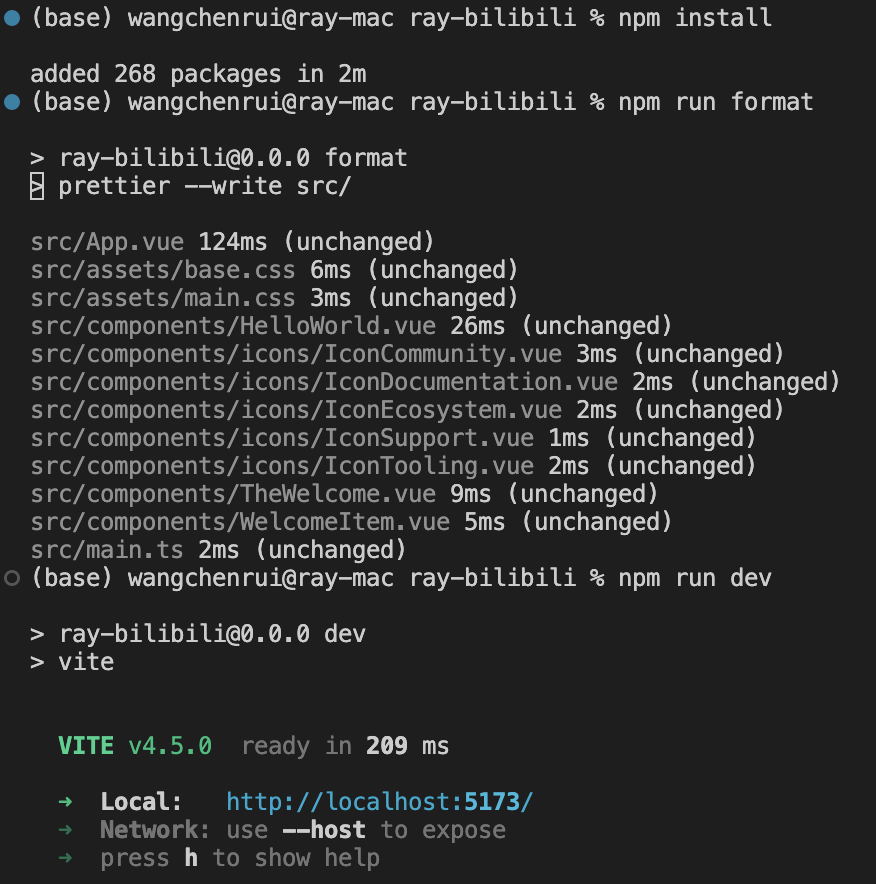 (base) wangchenrui@ray-mac ray-bilibili % npm install
added 268 packages in 2m
(base) wangchenrui@ray-mac ray-bilibili % npm run format
> ray-bilibili@0.0.0 format
> prettier --write src/
src/App.vue 124ms (unchanged)
src/assets/base.css 6ms (unchanged)
src/assets/main.css 3ms (unchanged)
src/components/HelloWorld.vue 26ms (unchanged)
src/components/icons/IconCommunity.vue 3ms (unchanged)
src/components/icons/IconDocumentation.vue 2ms (unchanged)
src/components/icons/IconEcosystem.vue 2ms (unchanged)
src/components/icons/IconSupport.vue 1ms (unchanged)
src/components/icons/IconTooling.vue 2ms (unchanged)
src/components/TheWelcome.vue 9ms (unchanged)
src/components/WelcomeItem.vue 5ms (unchanged)
src/main.ts 2ms (unchanged)
(base) wangchenrui@ray-mac ray-bilibili % npm run dev
> ray-bilibili@0.0.0 dev
> vite
VITE v4.5.0  ready in 209 ms
➜  Local:   http://localhost:5173/
➜  Network: use --host to expose
➜  press h to show help